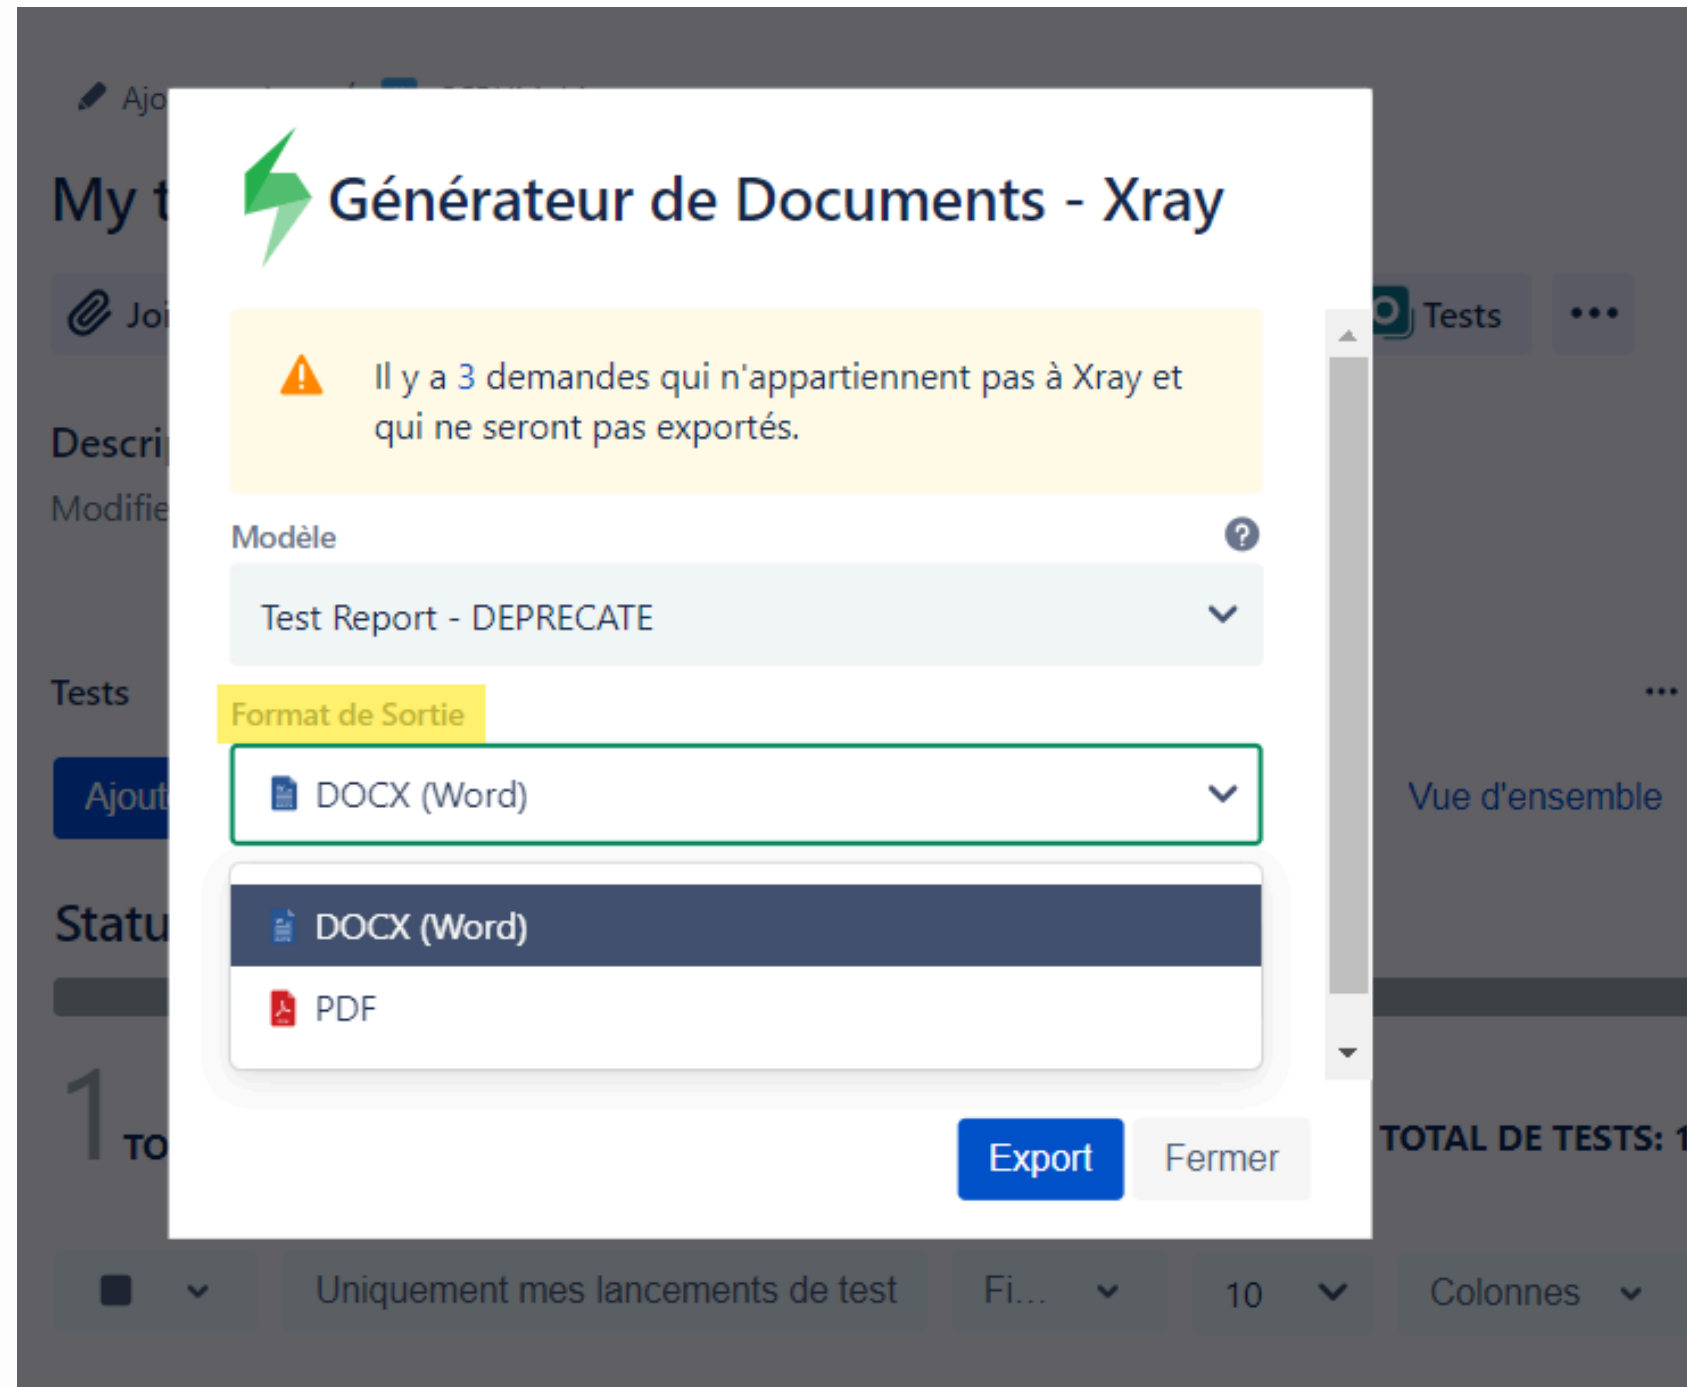 Ajo
My t
Générateur de Documents - Xray
Joi
Tests
Il y a 3 demandes qui n'appartiennent pas à Xray et
qui ne seront pas exportés.
Descri
Modifie
Modèle
Test Report - DEPRECATE
Tests
Format de Sortie
Ajout
DOCX (Word)
Vue d'ensemble
Statu
DOCX (Word)
PDF
1 TO
TOTAL DE TESTS: 1
Export
Fermer
Uniquement mes lancements de test
Fi...
10
Colonnes